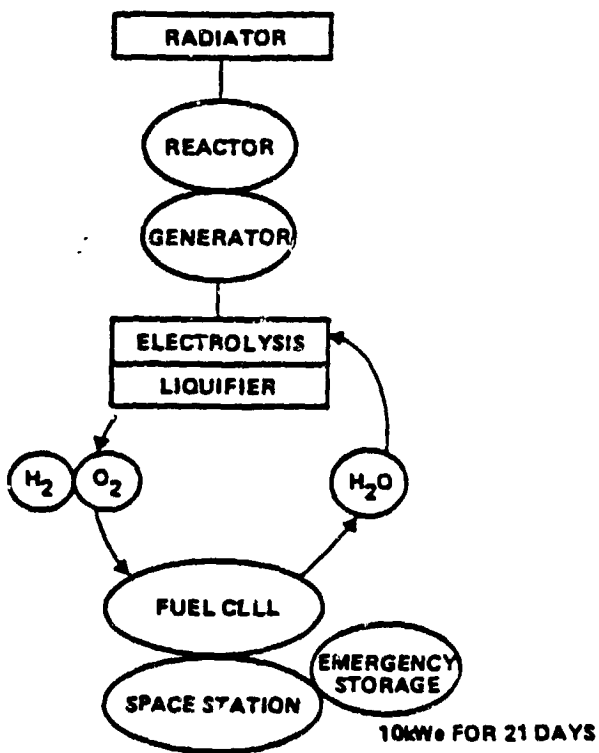 RADIATOR
REACTOR
GENERATOR
ELECTROLYSIS
LIQUIFIER
H2 O2
H2O
FUEL CLLL
SPACE STATION
EMERGENCY
STORAGE
10kWe FOR 21 DAYS